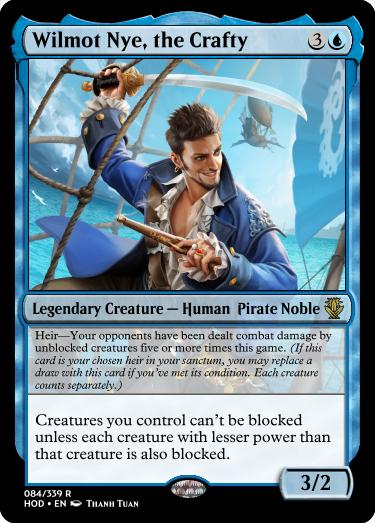 Wilmot Nye, the Crafty 3
Legendary Creature — Human Pirate Noble
Heir—Your opponents have been dealt combat damage by
unblocked creatures five or more times this game. (If this
card is your chosen heir in your sanctum, you may replace a
draw with this card if you've met its condition. Each creature
counts separately.)
Creatures you control can't be blocked
unless each creature with lesser power than
that creature is also blocked.
3/2
084/339 R
HOD • EN Thanh Tuan